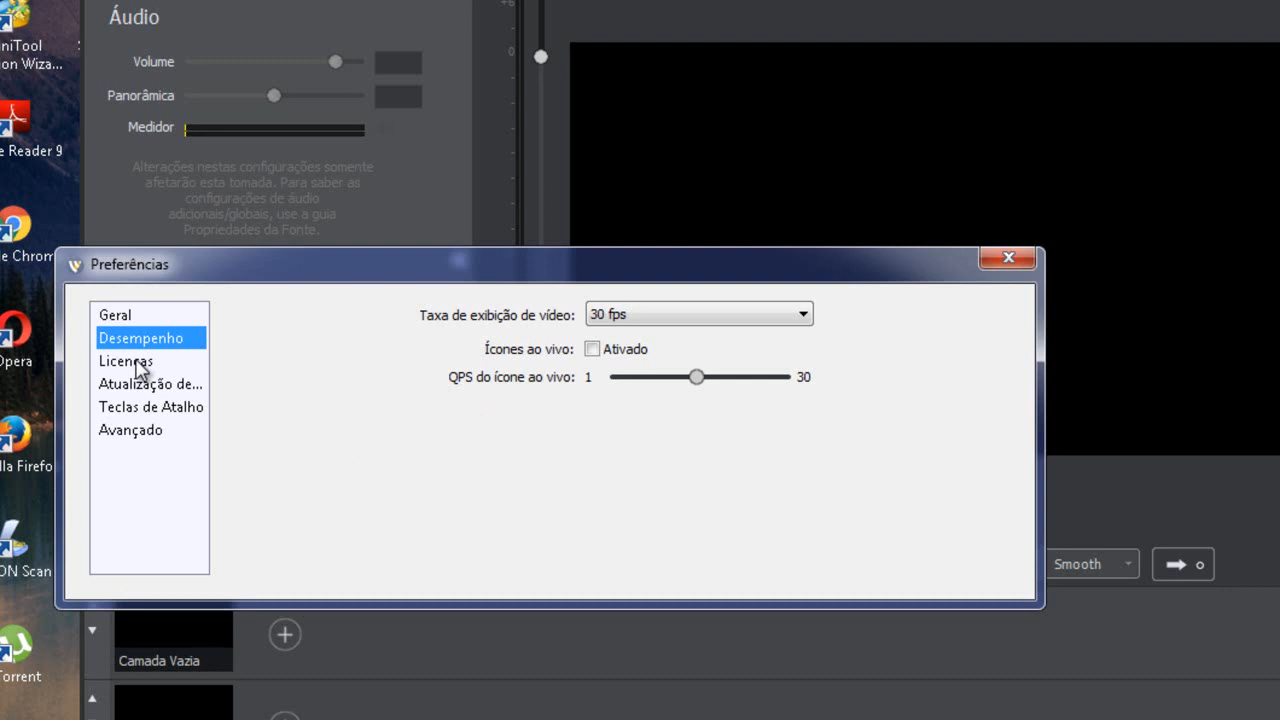 Áudio
+6
Volume
0
Panorâmica
Medidor
Alterações nestas configurações somente
afetarão esta tomada. Para saber as
configurações de áudio
adicionais/globais, use a guia
Propriedades da Fonte.
niTool
on Wiza...
e Reader 9
e Chrom
Opera
lla Firefo
ON Scan
Torrent
Preferências
Geral
Desempenho
Licenças
Atualização de...
Teclas de Atalho
Avançado
Taxa de exibição de vídeo: 30 fps
Ícones ao vivo: Ativado
QPS do ícone ao vivo: 1 30
Smooth
Camada Vazia